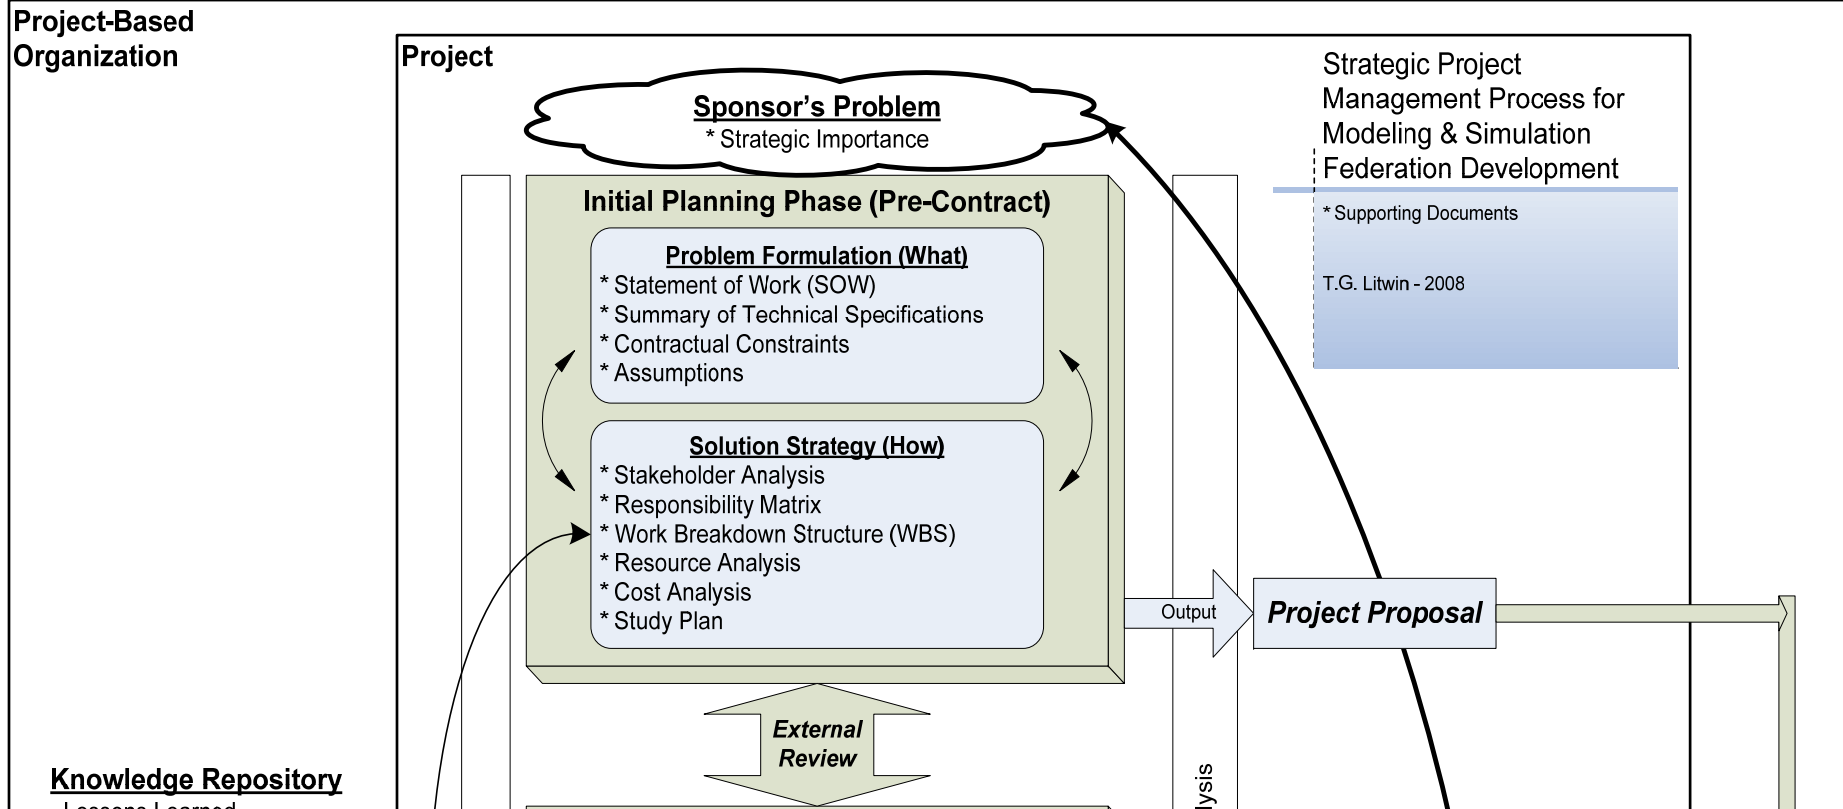 Project-Based
Organization
Project
Sponsor's Problem
* Strategic Importance
Strategic Project
Management Process for
Modeling & Simulation
Federation Development
* Supporting Documents
T.G. Litwin - 2008
Initial Planning Phase (Pre-Contract)
Problem Formulation (What)
* Statement of Work (SOW)
* Summary of Technical Specifications
* Contractual Constraints
* Assumptions
Solution Strategy (How)
* Stakeholder Analysis
* Responsibility Matrix
* Work Breakdown Structure (WBS)
* Resource Analysis
* Cost Analysis
* Study Plan
Output
Project Proposal
External
Review
Knowledge Repository
Lessons Learned
lysis